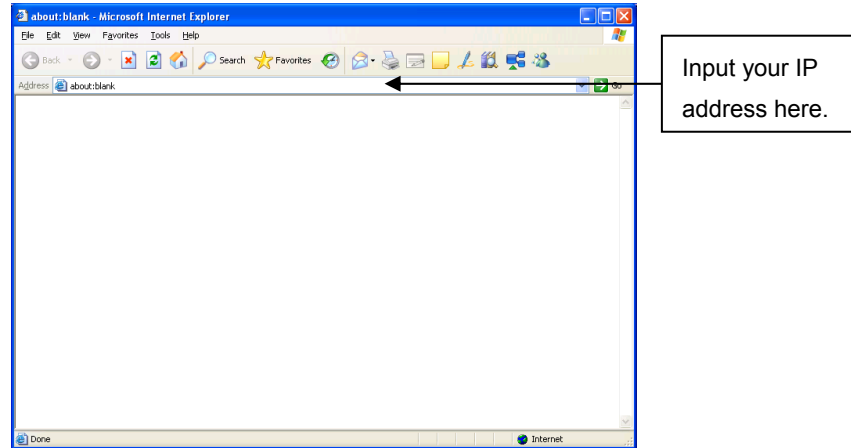 about:blank - Microsoft Internet Explorer
File Edit View Favorites Tools Help
Back Search Favorites
Address about:blank Go
Input your IP
address here.
Done Internet